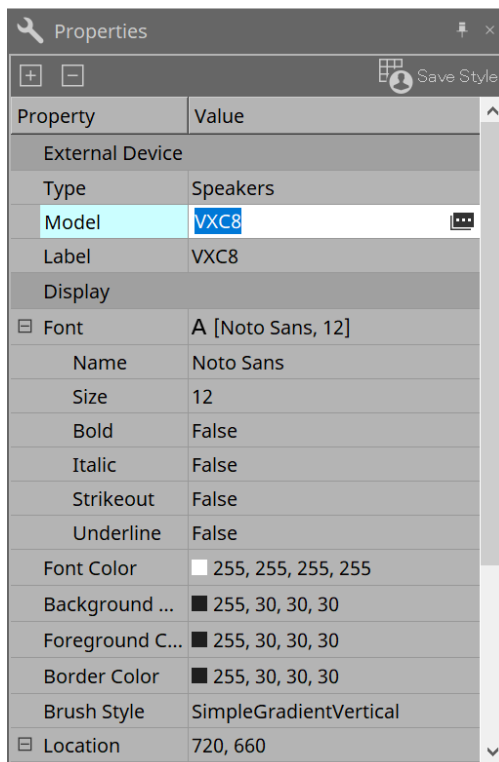 Properties
Save Style
Property Value
External Device
Type Speakers
Model VXC8
Label VXC8
Display
Font A [Noto Sans, 12]
Name Noto Sans
Size 12
Bold False
Italic False
Strikeout False
Underline False
Font Color 255, 255, 255, 255
Background ... 255, 30, 30, 30
Foreground C... 255, 30, 30, 30
Border Color 255, 30, 30, 30
Brush Style SimpleGradientVertical
Location 720, 660